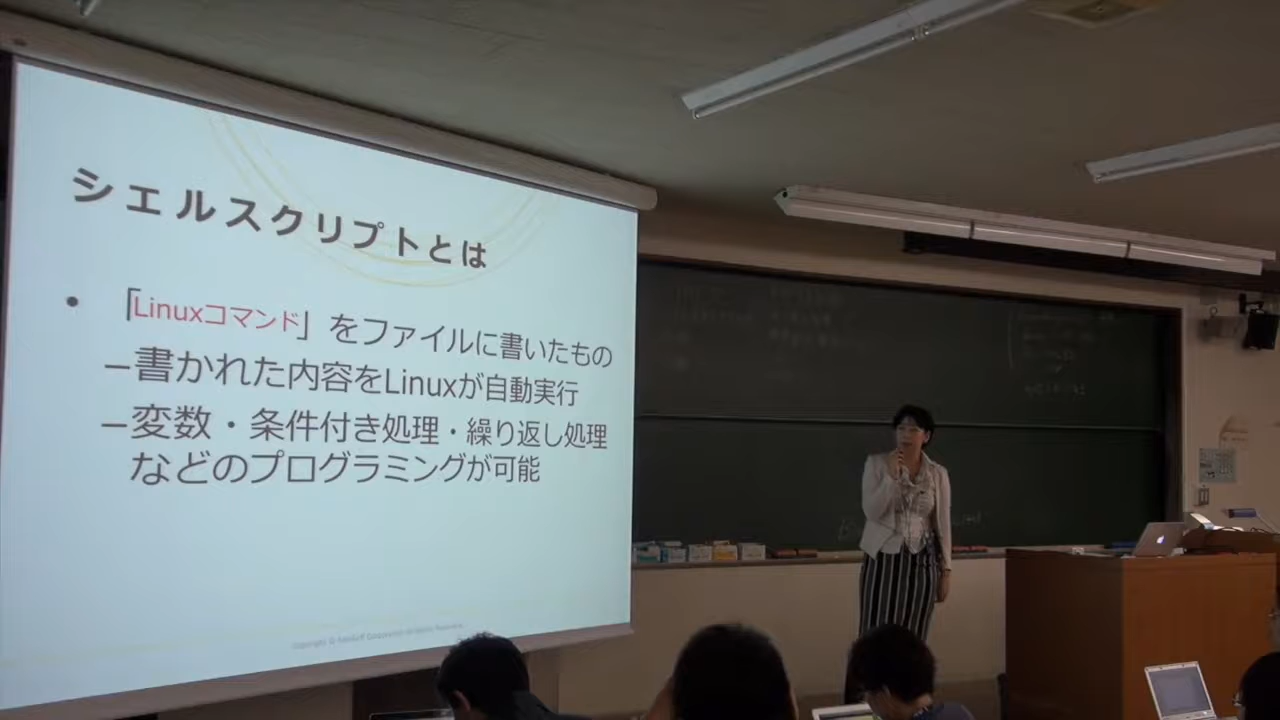 シェルスクリプトとは
• 「Linuxコマンド」をファイルに書いたもの
–書かれた内容をLinuxが自動実行
–変数・条件付き処理・繰り返し処理
などのプログラミングが可能